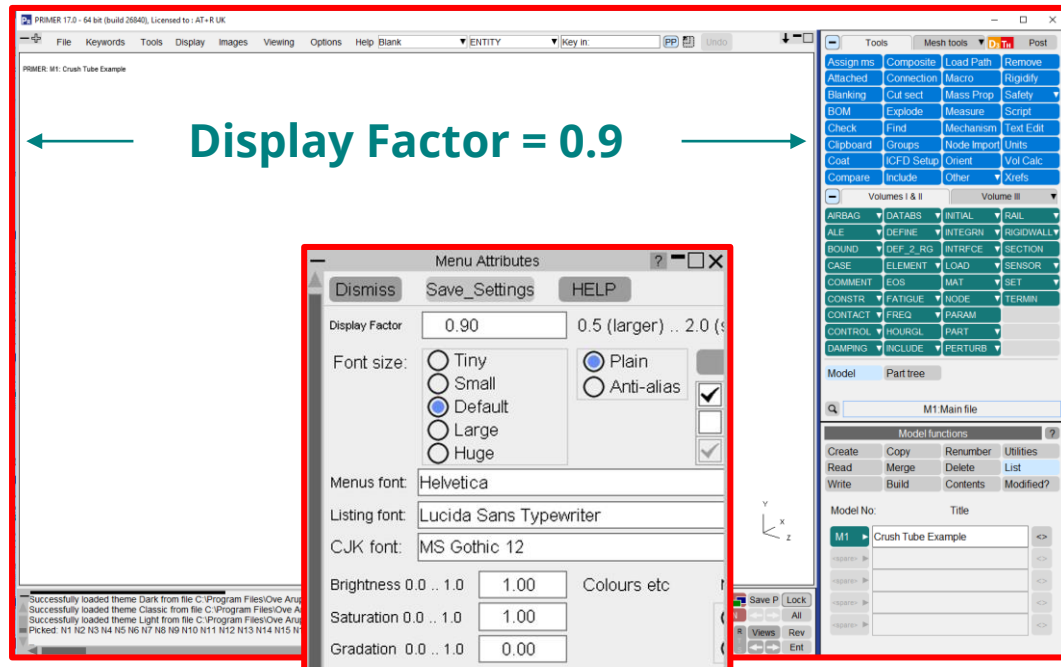 PRIMER 17.0 - 64 bit (build 26840), Licensed to : AT+R UK
File Keywords Tools Display Images Viewing Options Help Blank ENTITY Key in: PP Undo
PRIMER: M1: Crush Tube Example
Display Factor = 0.9
Tools Mesh tools Post
Assign ms Composite Load Path Remove
Attached Connection Macro Rigidify
Blanking Cut sect Mass Prop Safety
BOM Explode Measure Script
Check Find Mechanism Text Edit
Clipboard Groups Node Import Units
Coat ICFD Setup Orient Vol Calc
Compare Include Other Xrefs
Volumes I & II Volume III
AIRBAG DATABS INITIAL RAIL
ALE DEFINE INTEGRN RIGIDWALL
BOUND DEF_2_RG INTRFCE SECTION
CASE ELEMENT LOAD SENSOR
COMMENT EOS MAT SET
CONSTR FATIGUE NODE TERMIN
CONTACT FREQ PARAM
CONTROL HOURGL PART
DAMPING INCLUDE PERTURB
Model Part tree
M1:Main file
Model functions ?
Create Copy Renumber Utilities
Read Merge Delete List
Write Build Contents Modified?
Model No: Title
M1 Crush Tube Example <>
<spare> <>
<spare> <>
<spare> <>
<spare> <>
Menu Attributes ?
Dismiss Save_Settings HELP
Display Factor 0.90 0.5 (larger) .. 2.0 (s
Font size: Tiny Plain
Small Anti-alias
Default
Large
Huge
Menus font: Helvetica
Listing font: Lucida Sans Typewriter
CJK font: MS Gothic 12
Brightness 0.0 .. 1.0 1.00 Colours etc
Saturation 0.0 .. 1.0 1.00
Gradation 0.0 .. 1.0 0.00
Y
X
Z
Successfully loaded theme Dark from file C:\Program Files\Ove Arup
Successfully loaded theme Classic from file C:\Program Files\Ove A
Successfully loaded theme Light from file C:\Program Files\Ove Aru
Picked: N1 N2 N3 N4 N5 N6 N7 N8 N9 N10 N11 N12 N13 N14 N15 N1
Save P Lock
All
R Views Rev
Ent